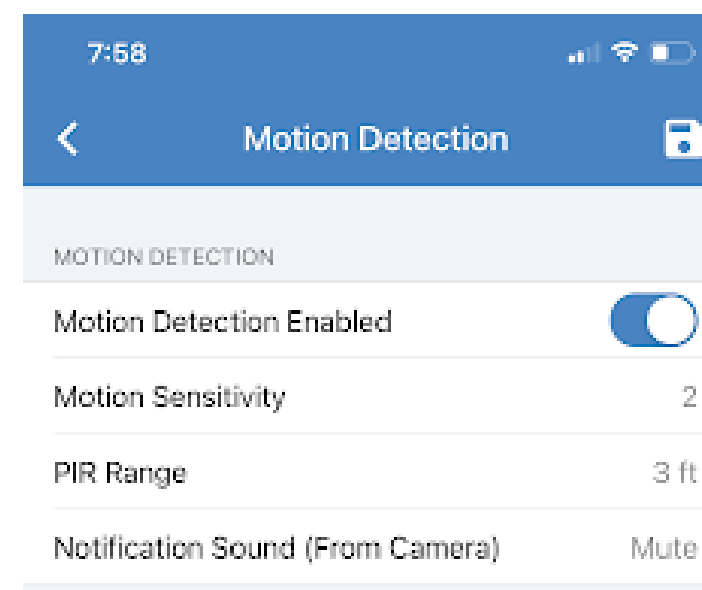 7:58
Motion Detection
MOTION DETECTION
Motion Detection Enabled
Motion Sensitivity 2
PIR Range 3 ft
Notification Sound (From Camera) Mute